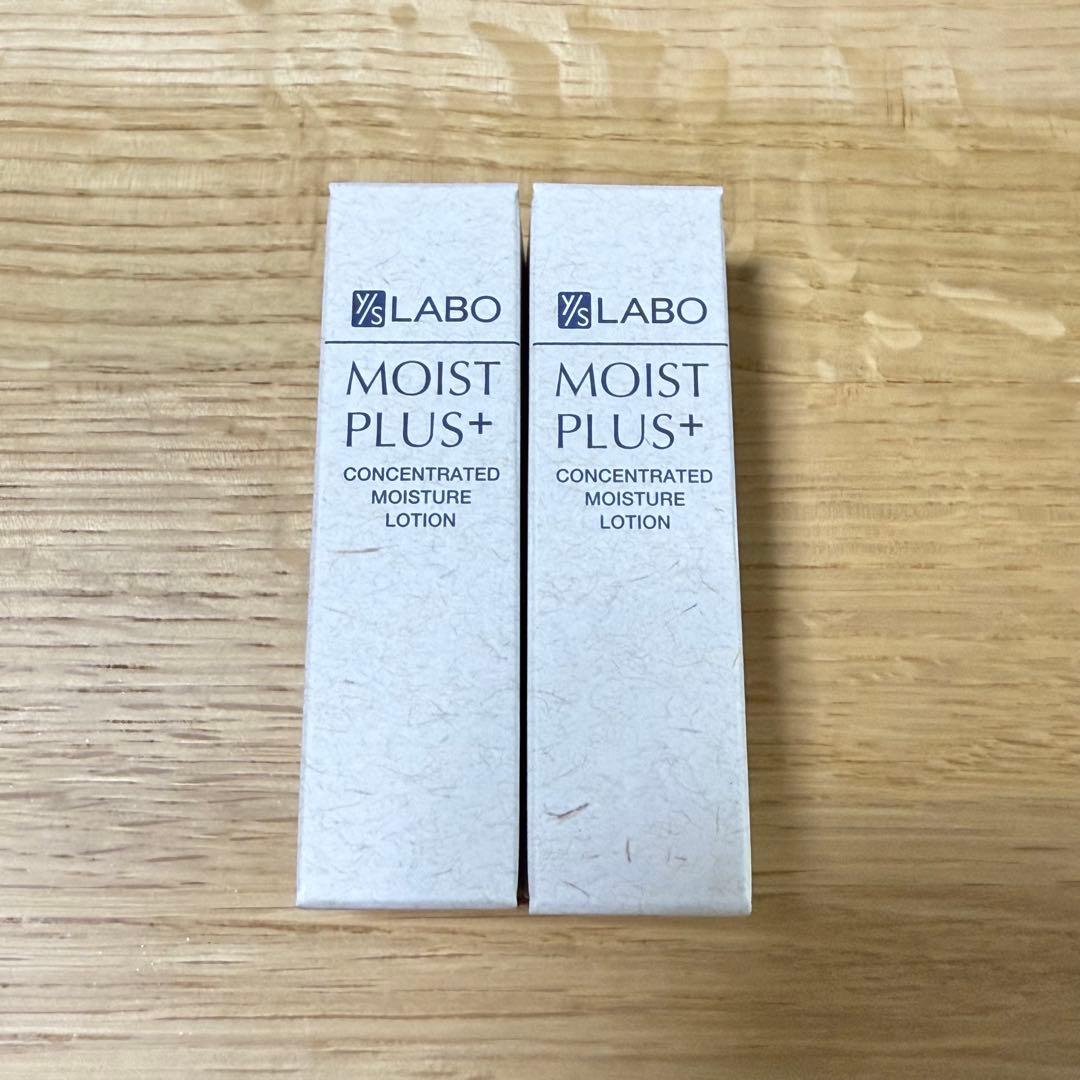 Y/S LABO
MOIST
PLUS+
CONCENTRATED
MOISTURE
LOTION
Y/S LABO
MOIST
PLUS+
CONCENTRATED
MOISTURE
LOTION